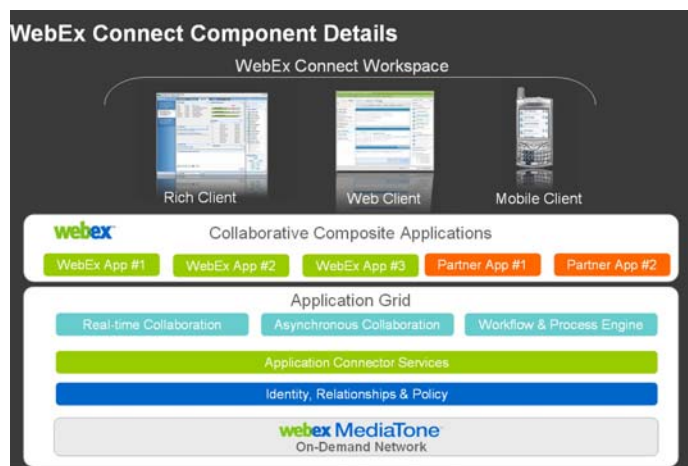 WebEx Connect Component Details
WebEx Connect Workspace
Rich Client
Web Client
Mobile Client
webex
Collaborative Composite Applications
WebEx App #1
WebEx App #2
WebEx App #3
Partner App #1
Partner App #2
Application Grid
Real-time Collaboration
Asynchronous Collaboration
Workflow & Process Engine
Application Connector Services
Identity, Relationships & Policy
webex MediaTone
On-Demand Network